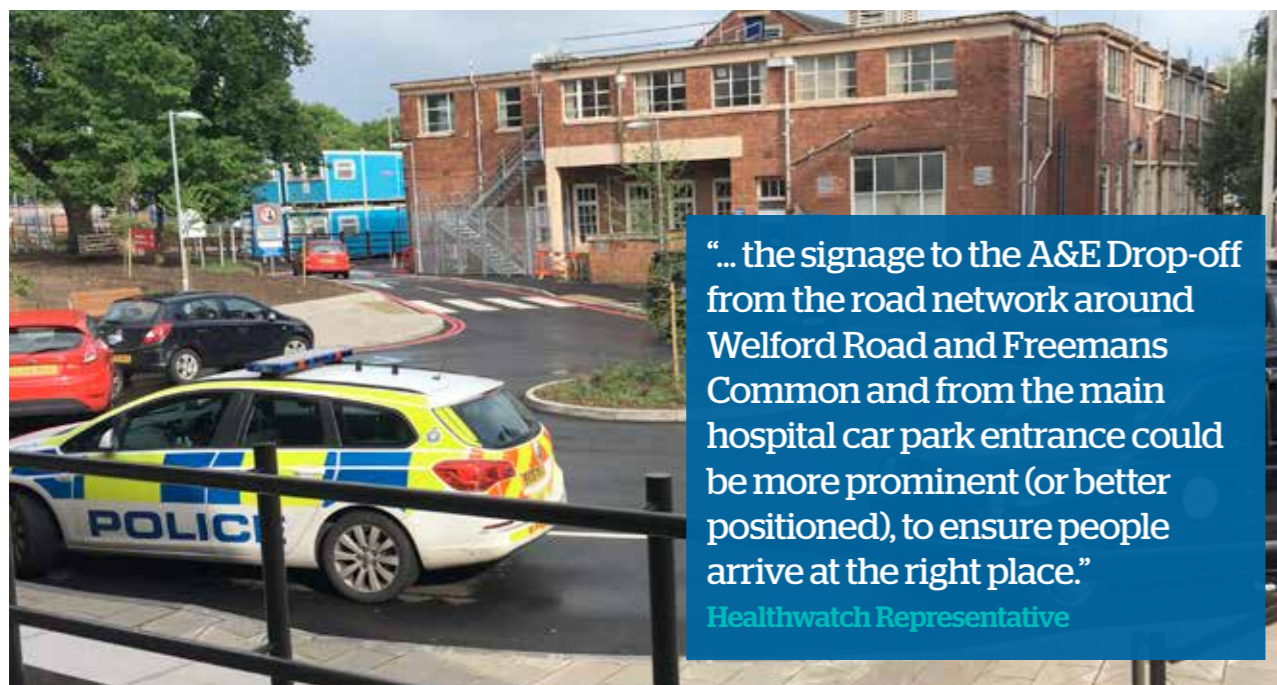 “... the signage to the A&E Drop-off
from the road network around
Welford Road and Freemans
Common and from the main
hospital car park entrance could
be more prominent (or better
positioned), to ensure people
arrive at the right place.”
Healthwatch Representative
POLICE